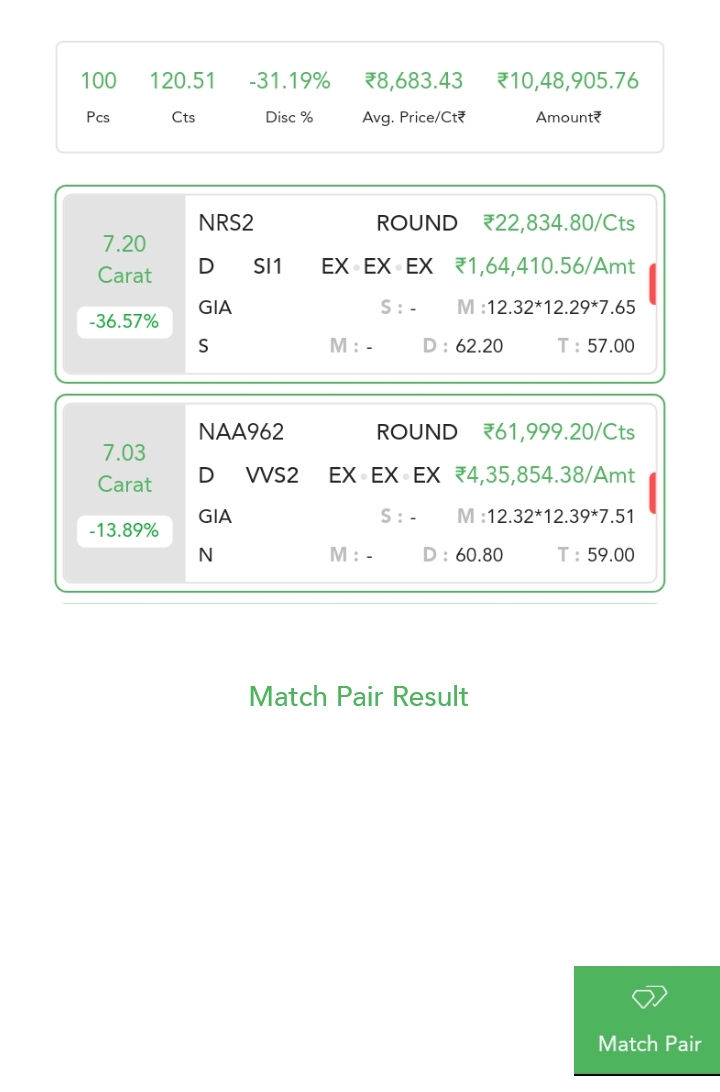 100 120.51 -31.19% ₹8,683.43 ₹10,48,905.76
Pcs Cts Disc % Avg. Price/Ct₹ Amount₹
7.20
Carat
-36.57%
NRS2 ROUND ₹22,834.80/Cts
D SI1 EX EX EX ₹1,64,410.56/Amt
GIA S : - M :12.32*12.29*7.65
S M : - D : 62.20 T : 57.00
7.03
Carat
-13.89%
NAA962 ROUND ₹61,999.20/Cts
D VVS2 EX EX EX ₹4,35,854.38/Amt
GIA S : - M :12.32*12.39*7.51
N M : - D : 60.80 T : 59.00
Match Pair Result
Match Pair